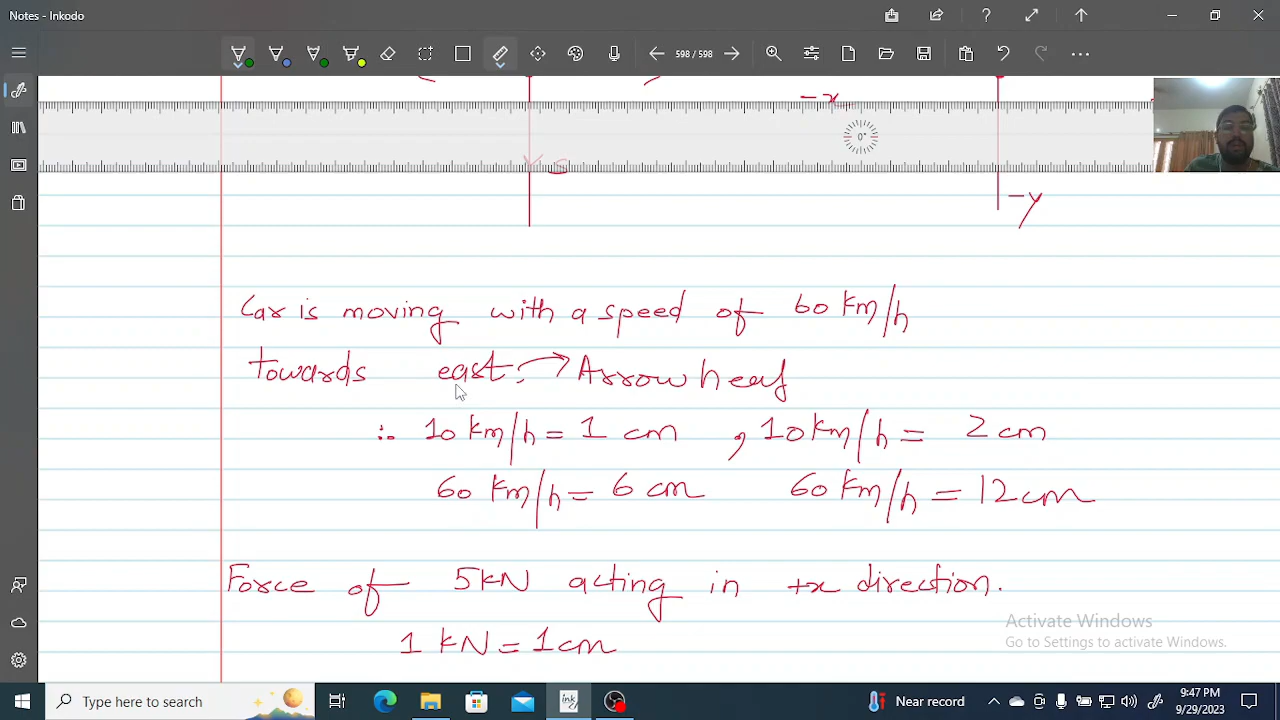 Notes - Inkodo
598 / 598
-x
0°
S
-y
Car is moving with a speed of 60 km/h
towards east: → Arrow heaf
∴ 10 km/h = 1 cm , 10 km/h = 2 cm
60 km/h = 6 cm 60 km/h = 12 cm
Force of 5 kN acting in +x direction.
1 kN = 1 cm
Activate Windows
Go to Settings to activate Windows.
Type here to search
ink
Near record
9:47 PM
9/29/2023